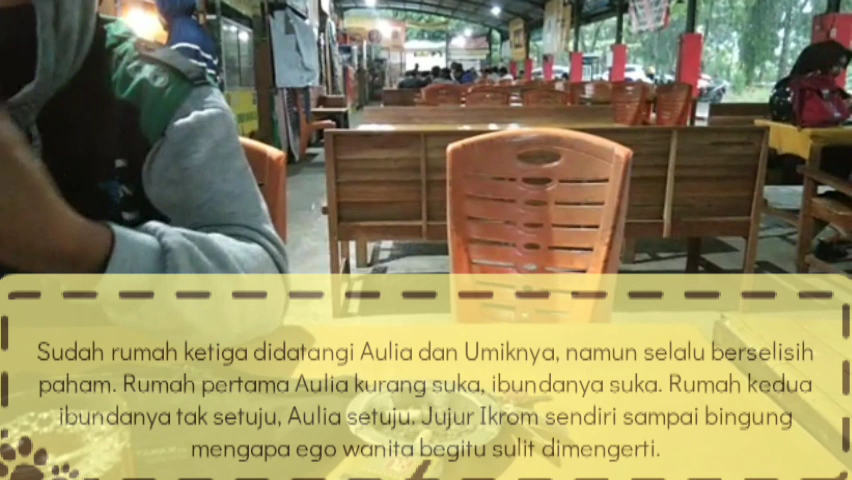 Sudah rumah ketiga didatangi Aulia dan Umiknya, namun selalu berselisih
paham. Rumah pertama Aulia kurang suka, ibundanya suka. Rumah kedua
ibundanya tak setuju, Aulia setuju. Jujur Ikrom sendiri sampai bingung
mengapa ego wanita begitu sulit dimengerti.